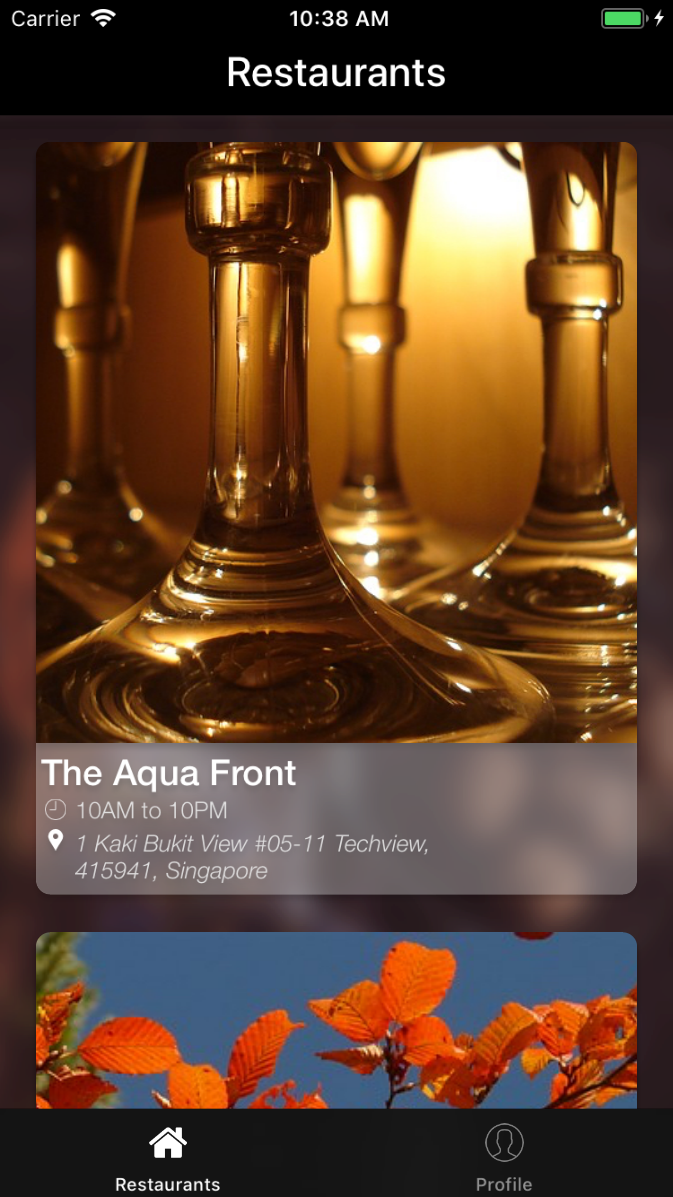 Carrier 10:38 AM
Restaurants
The Aqua Front
10AM to 10PM
1 Kaki Bukit View #05-11 Techview,
415941, Singapore
Restaurants Profile